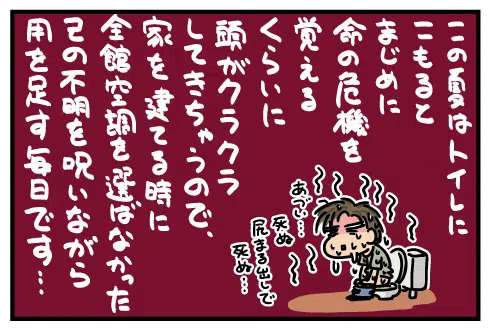 この夏はトイレに
こもると
まじめに
命の危機を
覚える
くらいに
頭がクラクラ
してきちゃうので、
家を建てる時に
全館空調を選ばなかった
己の不明を呪いながら
用を足す毎日です…
あづい…
死ぬ
尻まる出しで
死ぬ…